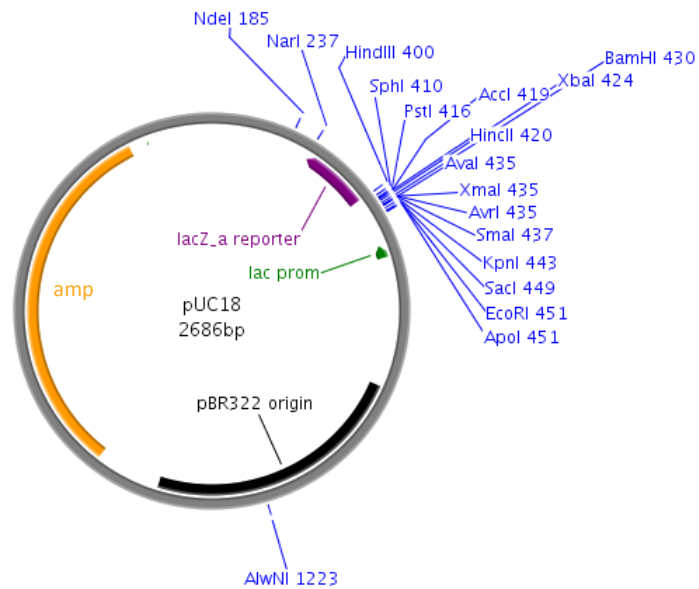 NdeI 185
NarI 237
HindIII 400
SphI 410
PstI 416
AccI 419
XbaI 424
BamHI 430
HincII 420
AvaI 435
XmaI 435
AvrI 435
SmaI 437
KpnI 443
SacI 449
EcoRI 451
ApoI 451
lacZ_a reporter
lac prom
amp
pUC18
2686bp
pBR322 origin
AlwNI 1223